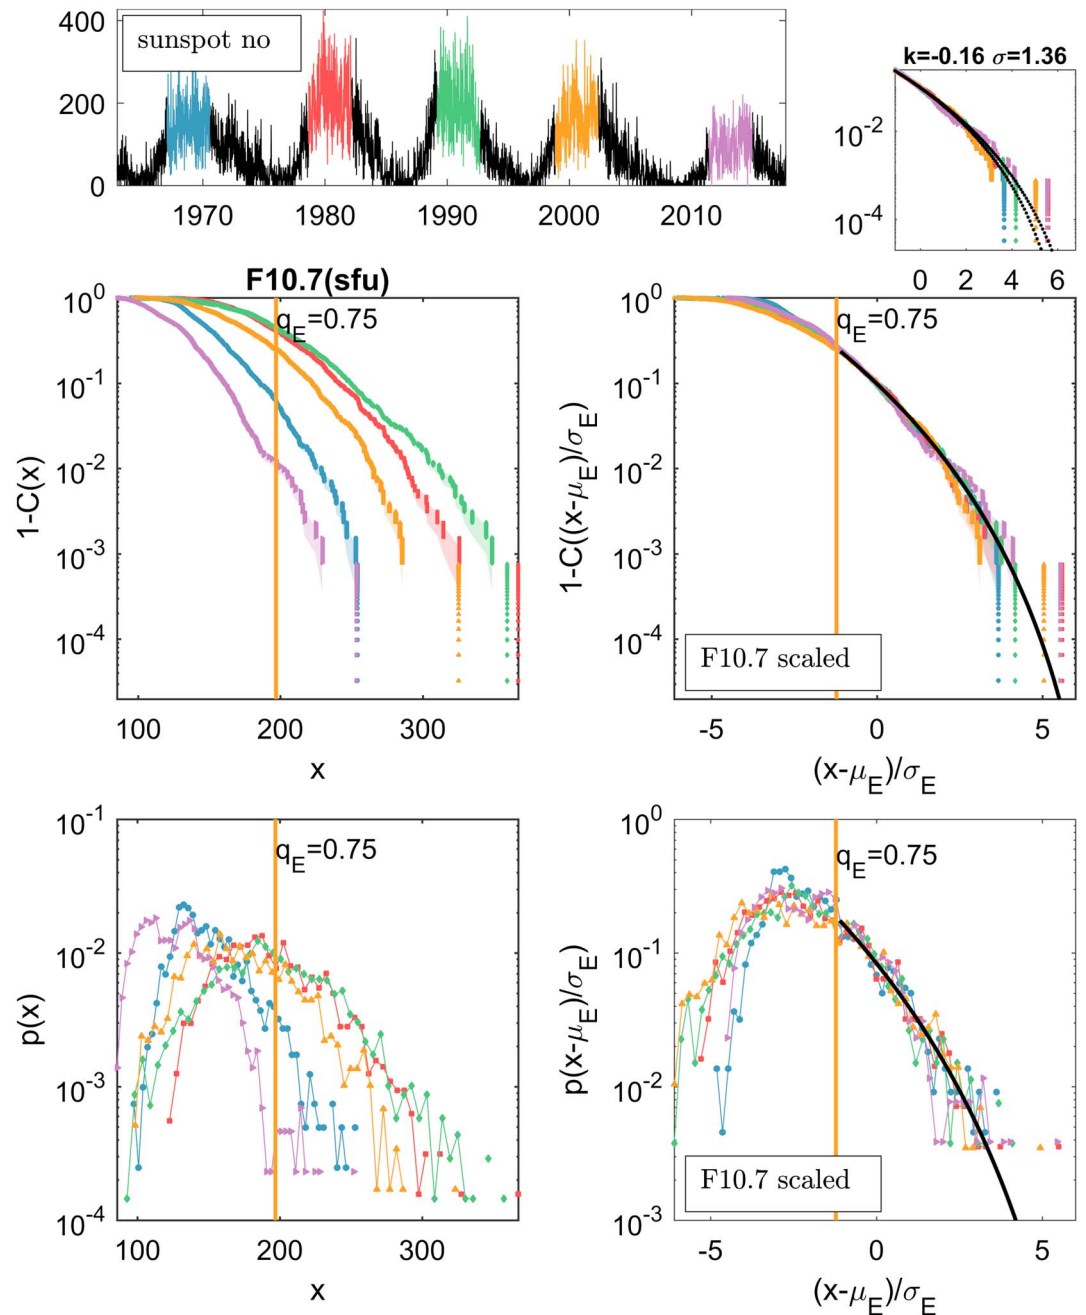 400
200
0
sunspot no
1970
1980
1990
2000
2010
k=-0.16 σ=1.36
10^-2
10^-4
0
2
4
6
F10.7(sfu)
q_E=0.75
10^0
10^-1
10^-2
10^-3
10^-4
1-C(x)
100
200
300
x
q_E=0.75
10^0
10^-1
10^-2
10^-3
10^-4
1-C((x-μ_E)/σ_E)
F10.7 scaled
-5
0
5
(x-μ_E)/σ_E
q_E=0.75
10^-1
10^-2
10^-3
10^-4
p(x)
100
200
300
x
q_E=0.75
10^0
10^-1
10^-2
10^-3
p(x-μ_E)/σ_E)
F10.7 scaled
-5
0
5
(x-μ_E)/σ_E